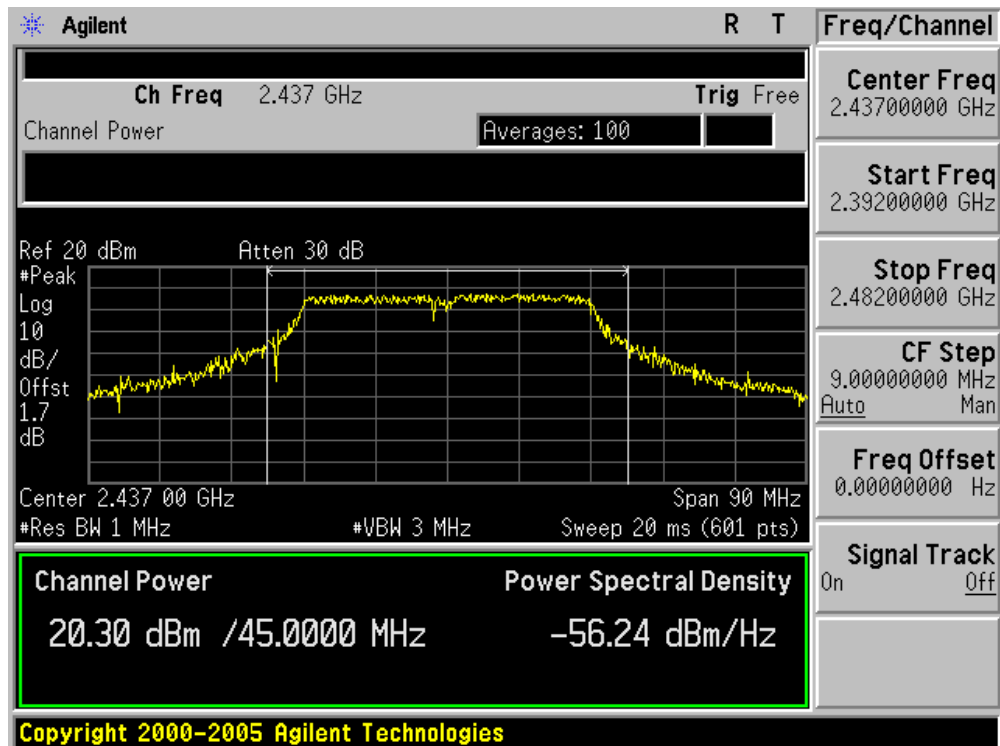 Agilent R T
Freq/Channel
Ch Freq 2.437 GHz Trig Free
Channel Power Averages: 100
Ref 20 dBm Atten 30 dB
#Peak
Log
10
dB/
Offst
1.7
dB
Center 2.437 00 GHz Span 90 MHz
#Res BW 1 MHz #VBW 3 MHz Sweep 20 ms (601 pts)
Channel Power Power Spectral Density
20.30 dBm /45.0000 MHz -56.24 dBm/Hz
Center Freq
2.43700000 GHz
Start Freq
2.39200000 GHz
Stop Freq
2.48200000 GHz
CF Step
9.00000000 MHz
Auto Man
Freq Offset
0.00000000 Hz
Signal Track
On Off
Copyright 2000-2005 Agilent Technologies